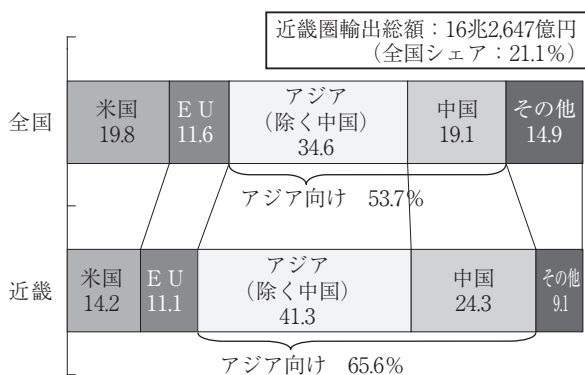 近畿圏輸出総額：16兆2,647億円
（全国シェア：21.1％）
全国
米国
19.8
ＥＵ
11.6
アジア
（除く中国）
34.6
中国
19.1
その他
14.9
アジア向け　53.7％
近畿
米国
14.2
ＥＵ
11.1
アジア
（除く中国）
41.3
中国
24.3
その他
9.1
アジア向け　65.6％